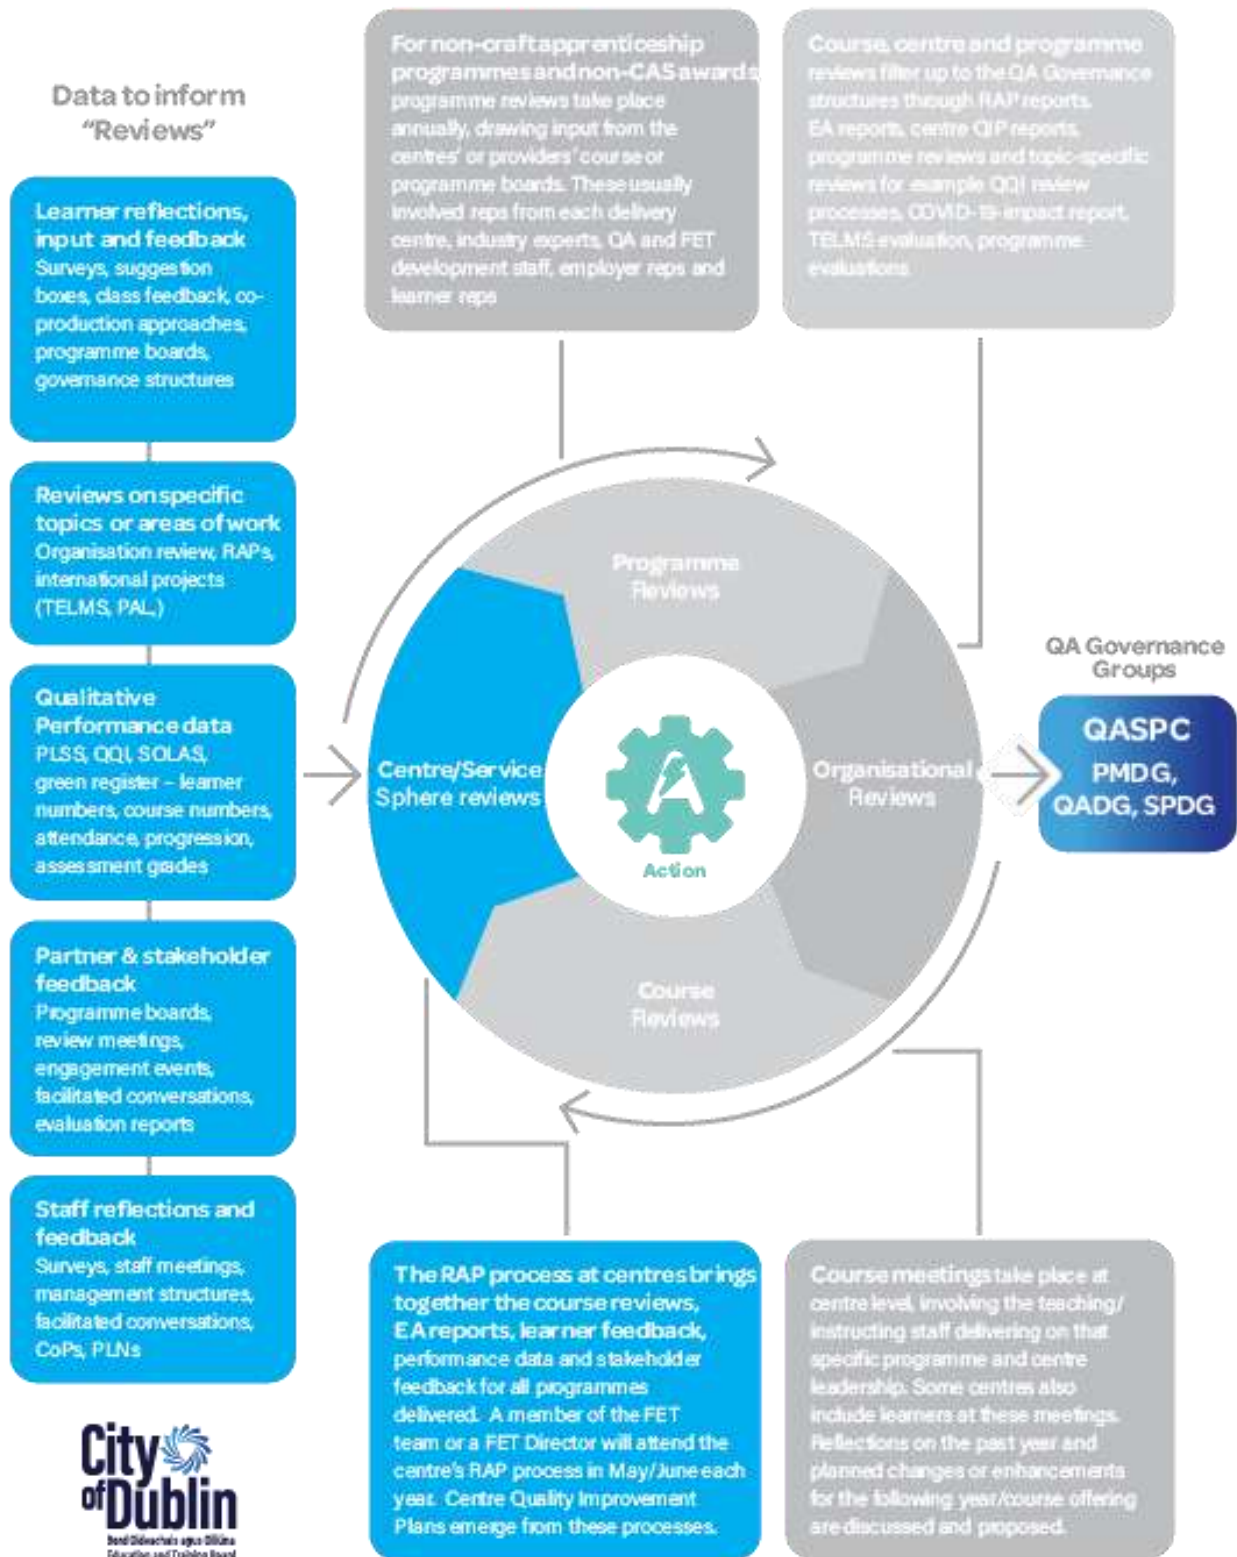 Data to inform
“Reviews”
Learner reflections,
input and feedback
Surveys, suggestion
boxes, class feedback, co-
production approaches,
programme boards,
governance structures
Reviews on specific
topics or areas of work
Organisation review, RAPs,
international projects
(TELMS, PAL,)
Qualitative
Performance data
PLSS, QQI, SOLAS,
green register – learner
numbers, course numbers,
attendance, progression,
assessment grades
Partner & stakeholder
feedback
Programme boards,
review meetings,
engagement events,
facilitated conversations,
evaluation reports
Staff reflections and
feedback
Surveys, staff meetings,
management structures,
facilitated conversations,
CoPs, PLNs
For non-craft apprenticeship
programmes and non-CAS awards,
programme reviews take place
annually, drawing input from the
centres’ or providers’ course or
programme boards. These usually
involved reps from each delivery
centre, industry experts, QA and FET
development staff, employer reps and
learner reps
Course, centre and programme
reviews filter up to the QA Governance
structures through RAP reports,
EA reports, centre QIP reports,
programme reviews and topic-specific
reviews for example QQI review
processes, COVID-19-impact report,
TELMS evaluation, programme
evaluations
Programme
Reviews
Centre/Service
Sphere reviews
Action
Organisational
Reviews
Course
Reviews
QA Governance
Groups
QASPC
PMDG,
QADG, SPDG
The RAP process at centres brings
together the course reviews,
EA reports, learner feedback,
performance data and stakeholder
feedback for all programmes
delivered. A member of the FET
team or a FET Director will attend the
centre’s RAP process in May/June each
year. Centre Quality Improvement
Plans emerge from these processes.
Course meetings take place at
centre level, involving the teaching/
instructing staff delivering on that
specific programme and centre
leadership. Some centres also
include learners at these meetings.
Reflections on the past year and
planned changes or enhancements
for the following year/course offering
are discussed and proposed.
City
of Dublin
Bord Oideachais agus Oiliúna
Education and Training Board